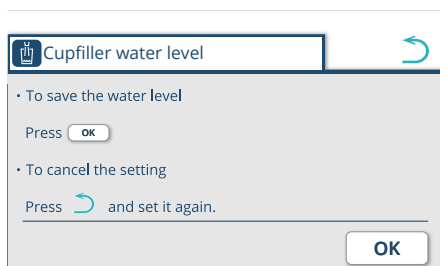 Cupfiller water level
• To save the water level
Press OK
• To cancel the setting
Press and set it again.
OK